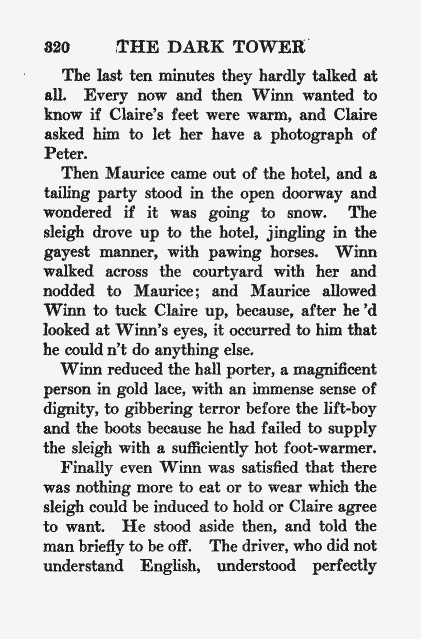 320 THE DARK TOWER
The last ten minutes they hardly talked at
all. Every now and then Winn wanted to
know if Claire's feet were warm, and Claire
asked him to let her have a photograph of
Peter.
Then Maurice came out of the hotel, and a
tailing party stood in the open doorway and
wondered if it was going to snow. The
sleigh drove up to the hotel, jingling in the
gayest manner, with pawing horses. Winn
walked across the courtyard with her and
nodded to Maurice; and Maurice allowed
Winn to tuck Claire up, because, after he 'd
looked at Winn's eyes, it occurred to him that
he could n't do anything else.
Winn reduced the hall porter, a magnificent
person in gold lace, with an immense sense of
dignity, to gibbering terror before the lift-boy
and the boots because he had failed to supply
the sleigh with a sufficiently hot foot-warmer.
Finally even Winn was satisfied that there
was nothing more to eat or to wear which the
sleigh could be induced to hold or Claire agree
to want. He stood aside then, and told the
man briefly to be off. The driver, who did not
understand English, understood perfectly